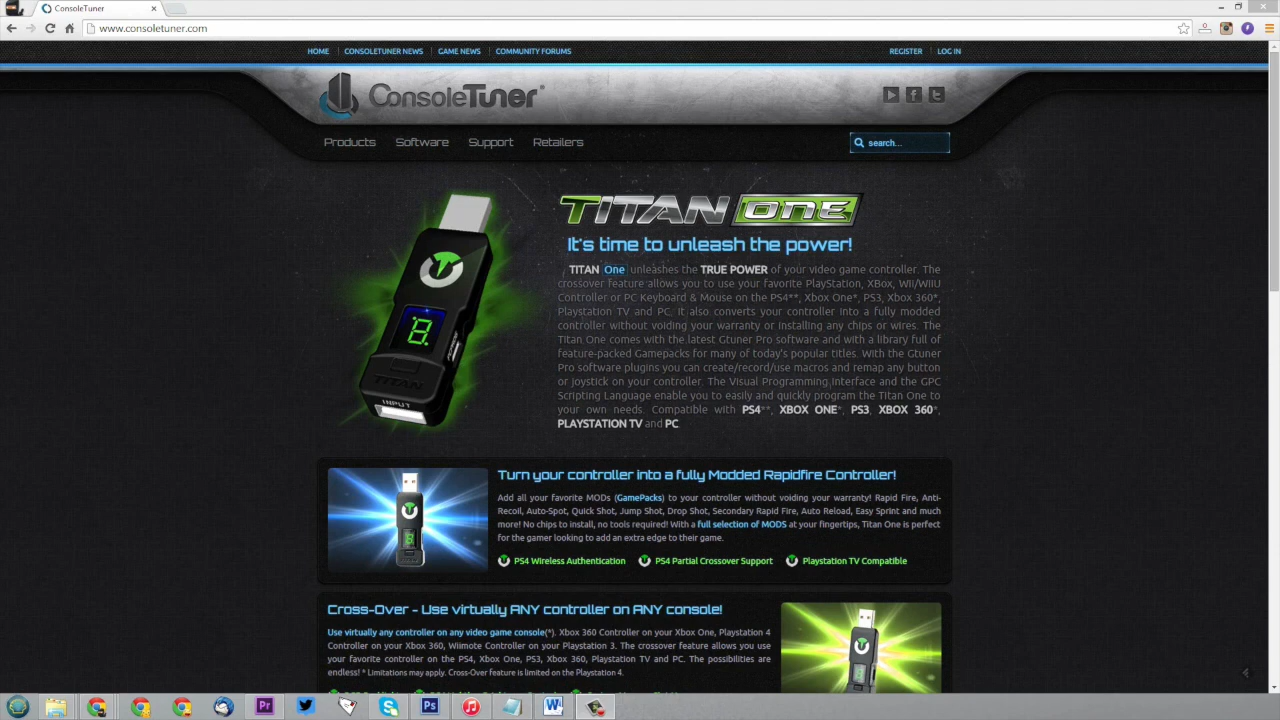 ConsoleTuner
www.consoletuner.com
HOME CONSOLETUNER NEWS GAME NEWS COMMUNITY FORUMS REGISTER LOG IN
ConsoleTuner
Products Software Support Retailers search...
TITAN ONE
It's time to unleash the power!
TITAN One unleashes the TRUE POWER of your video game controller. The
crossover feature allows you to use your favorite PlayStation, XBox, WII/WIIU
Controller or PC Keyboard & Mouse on the PS4**, Xbox One*, PS3, Xbox 360*,
Playstation TV and PC. It also converts your controller into a fully modded
controller without voiding your warranty or installing any chips or wires. The
Titan One comes with the latest Gtuner Pro software and with a library full of
feature-packed Gamepacks for many of today's popular titles. With the Gtuner
Pro software plugins you can create/record/use macros and remap any button
or joystick on your controller. The Visual Programming Interface and the GPC
Scripting Language enable you to easily and quickly program the Titan One to
your own needs. Compatible with PS4**, XBOX ONE*, PS3, XBOX 360*,
PLAYSTATION TV and PC.
8
TITAN
INPUT
Turn your controller into a fully Modded Rapidfire Controller!
Add all your favorite MODs (GamePacks) to your controller without voiding your warranty! Rapid Fire, Anti-
Recoil, Auto-Spot, Quick Shot, Jump Shot, Drop Shot, Secondary Rapid Fire, Auto Reload, Easy Sprint and much
more! No chips to install, no tools required! With a full selection of MODS at your fingertips, Titan One is perfect
for the gamer looking to add an extra edge to their game.
PS4 Wireless Authentication PS4 Partial Crossover Support Playstation TV Compatible
Cross-Over - Use virtually ANY controller on ANY console!
Use virtually any controller on any video game console(*). Xbox 360 Controller on your Xbox One, Playstation 4
Controller on your Xbox 360, Wiimote Controller on your Playstation 3. The crossover feature allows you to use
your favorite controller on the PS4, Xbox One, PS3, Xbox 360, Playstation TV and PC. The possibilities are
endless! * Limitations may apply. Cross-Over feature is limited on the Playstation 4.